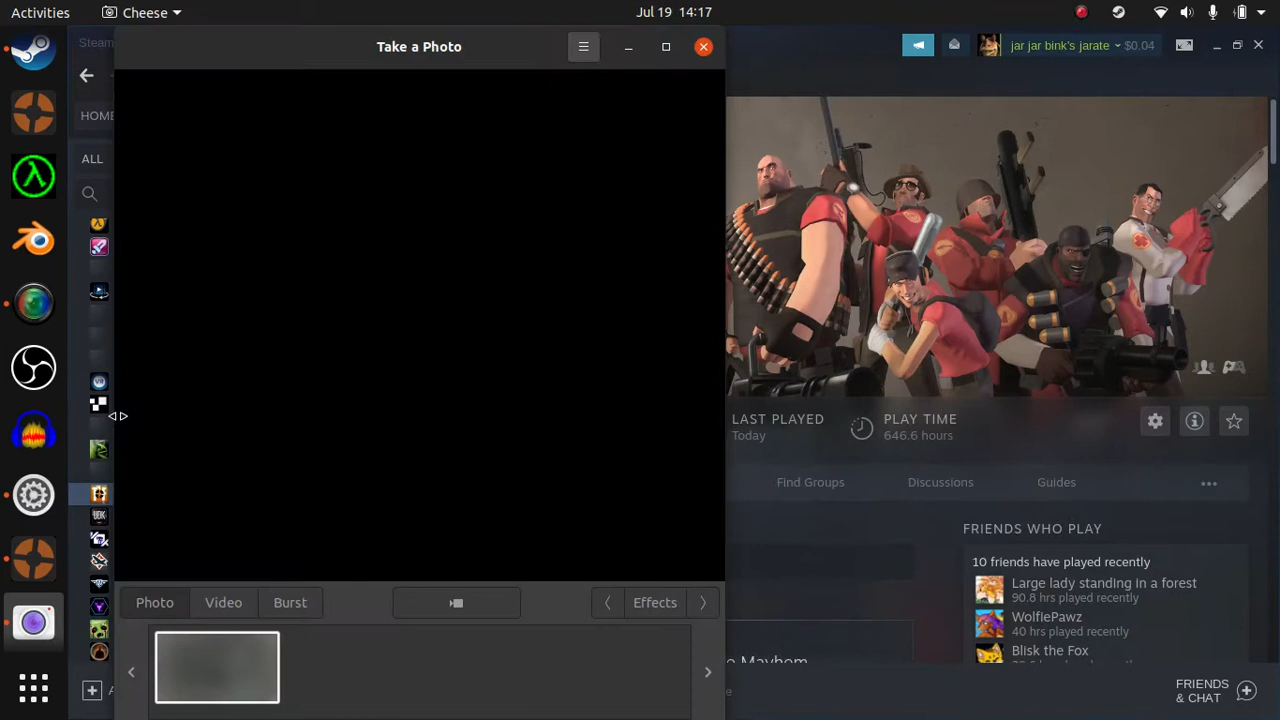 Activities
Cheese
Jul 19 14:17
Steam
Take a Photo
jar jar bink's jarate
$0.04
HOME
ALL
LAST PLAYED
Today
PLAY TIME
646.6 hours
Find Groups
Discussions
Guides
FRIENDS WHO PLAY
10 friends have played recently
Large lady standing in a forest
90.8 hrs played recently
WolfiePawz
40 hrs played recently
Blisk the Fox
Photo
Video
Burst
Effects
Mayhem
FRIENDS
& CHAT